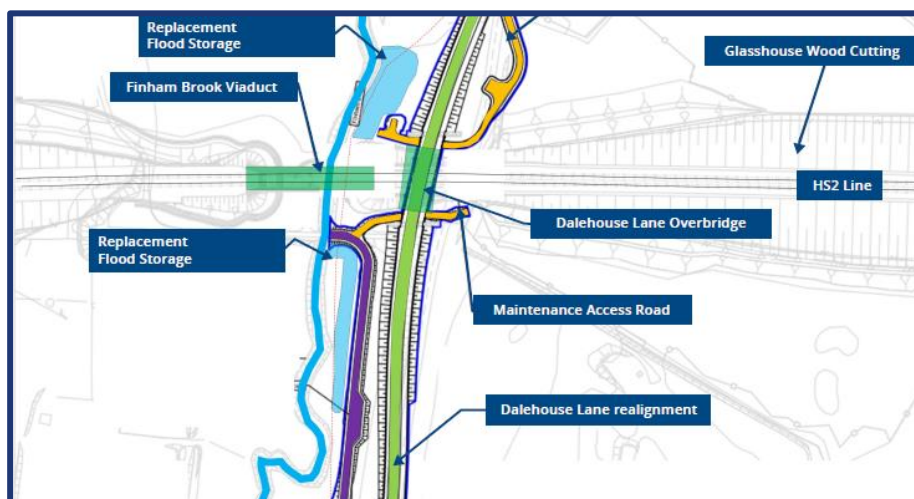 Replacement
Flood Storage
Glasshouse Wood Cutting
Finham Brook Viaduct
HS2 Line
Dalehouse Lane Overbridge
Replacement
Flood Storage
Maintenance Access Road
Dalehouse Lane realignment